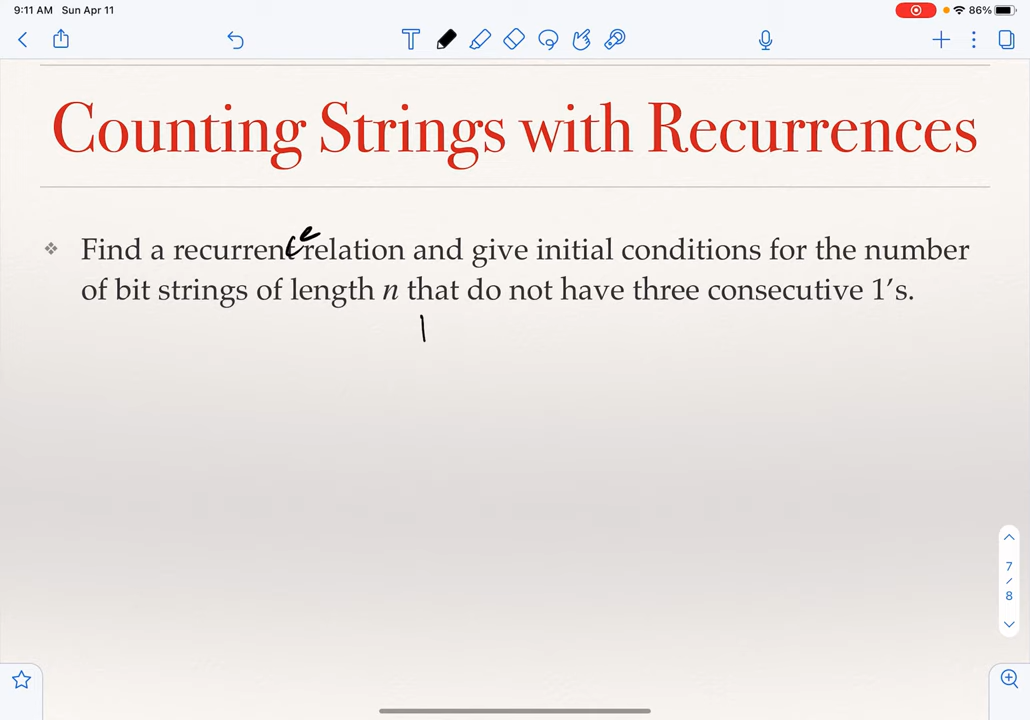 9:11 AM Sun Apr 11
86%
Counting Strings with Recurrences
Find a recurrence relation and give initial conditions for the number
of bit strings of length n that do not have three consecutive 1's.
1
7
/
8